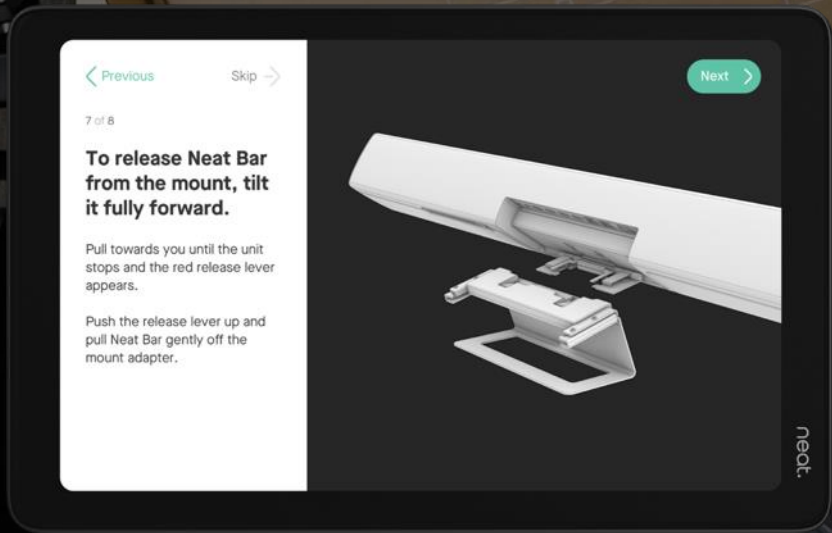 Previous
Skip
Next
7 of 8
To release Neat Bar
from the mount, tilt
it fully forward.
Pull towards you until the unit
stops and the red release lever
appears.
Push the release lever up and
pull Neat Bar gently off the
mount adapter.
neat.